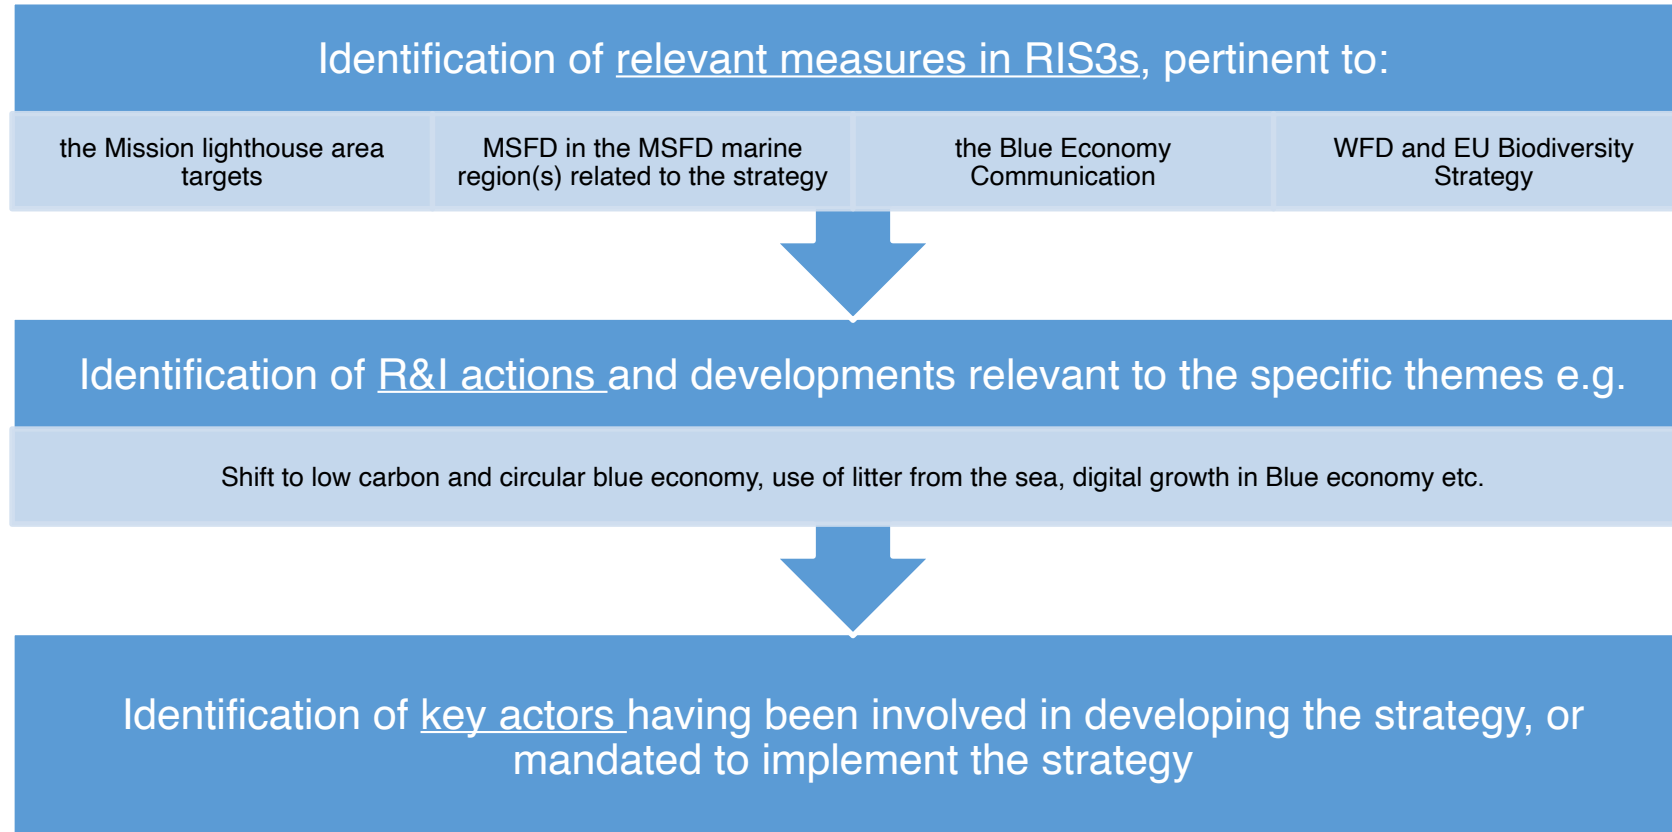 Identification of relevant measures in RIS3s, pertinent to:
the Mission lighthouse area
targets
MSFD in the MSFD marine
region(s) related to the strategy
the Blue Economy
Communication
WFD and EU Biodiversity
Strategy
Identification of R&I actions and developments relevant to the specific themes e.g.
Shift to low carbon and circular blue economy, use of litter from the sea, digital growth in Blue economy etc.
Identification of key actors having been involved in developing the strategy, or
mandated to implement the strategy